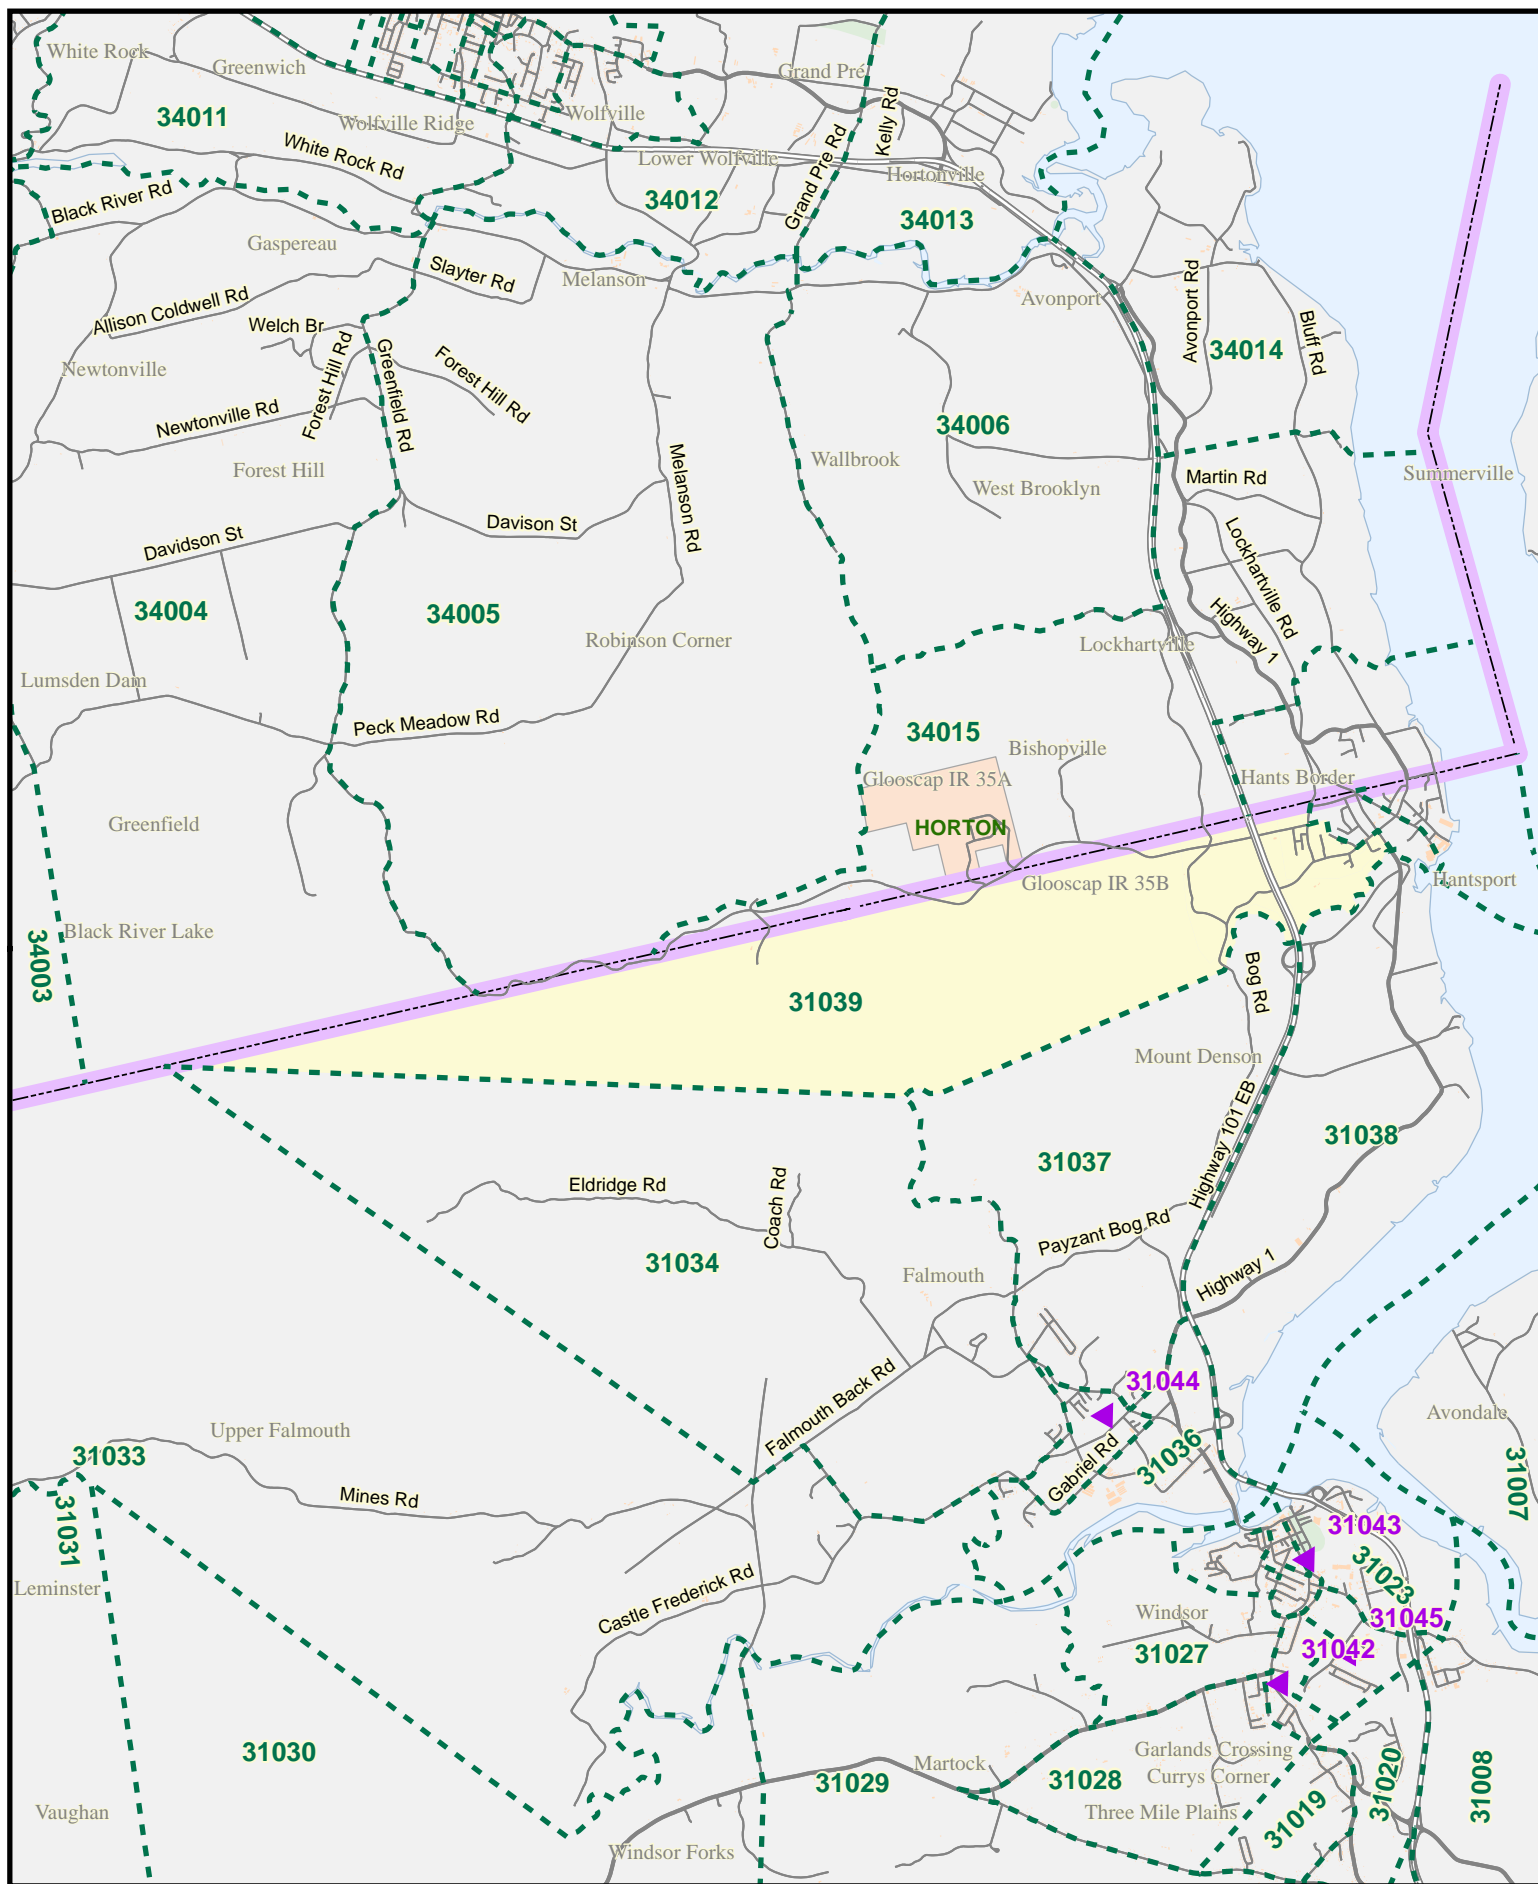 White Rock
Greenwich
Grand Pré
34011
Wolfville Ridge
Wolfville
Kelly Rd
White Rock Rd
Lower Wolfville
Grand Pre Rd
Hortonville
Black River Rd
34012
34013
Gaspereau
Slayter Rd
Melanson
Avonport
Allison Coldwell Rd
Welch Br
Avonport Rd
Bluff Rd
34014
Newtonville
Forest Hill Rd
Greenfield Rd
Forest Hill Rd
Newtonville Rd
34006
Forest Hill
Wallbrook
Melanson Rd
West Brooklyn
Martin Rd
Summerville
Davison St
Davidson St
Lockhartville Rd
34004
34005
Robinson Corner
Highway 1
Lockhartville
Lumsden Dam
Peck Meadow Rd
34015
Bishopville
Glooscap IR 35A
Hants Border
Greenfield
HORTON
Glooscap IR 35B
Hantsport
34003
Black River Lake
31039
Bog Rd
Mount Denson
Highway 101 EB
31038
31037
Eldridge Rd
Coach Rd
Payzant Bog Rd
31034
Falmouth
Highway 1
31044
Falmouth Back Rd
Avondale
Upper Falmouth
31033
Gabriel Rd
31036
31007
Mines Rd
31031
31043
Leminster
31023
Castle Frederick Rd
Windsor
31045
31027
31042
31030
Martock
Garlands Crossing
31029
31028
Currys Corner
31020
31008
Vaughan
Three Mile Plains
31019
Windsor Forks